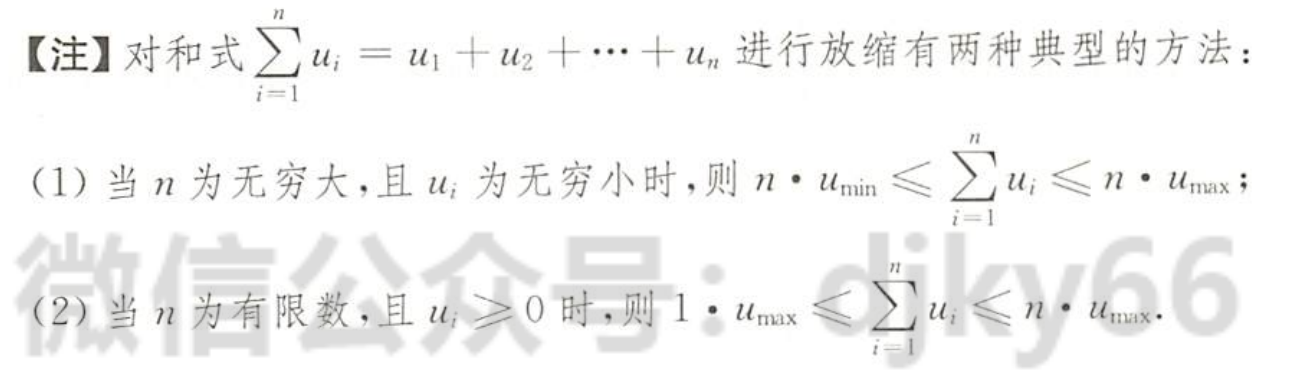 【注】对和式 $\sum_{i=1}^{n} u_i = u_1 + u_2 + \cdots + u_n$ 进行放缩有两种典型的方法：
(1) 当 n 为无穷大，且 $u_i$ 为无穷小时，则 $n \cdot u_{\min} \leqslant \sum_{i=1}^{n} u_i \leqslant n \cdot u_{\max}$；
微信公众号：djky66
(2) 当 n 为有限数，且 $u_i \geqslant 0$ 时，则 $1 \cdot u_{\max} \leqslant \sum_{i=1}^{n} u_i \leqslant n \cdot u_{\max}$.